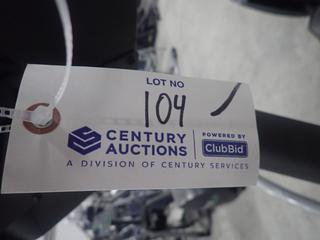 LOT NO
104
CENTURY AUCTIONS
POWERED BY
ClubBid
A DIVISION OF CENTURY SERVICES